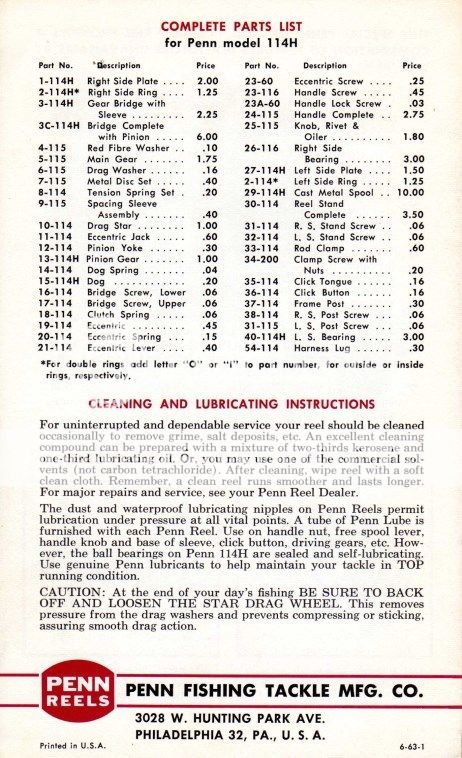 COMPLETE PARTS LIST
for Penn model 114H
Part No. Description Price
1-114H Right Side Plate .... 2.00
2-114H* Right Side Ring .... 1.25
3-114H Gear Bridge with
Sleeve ......... 2.25
3C-114H Bridge Complete
with Pinion ..... 6.00
4-115 Red Fibre Washer .. .10
5-115 Main Gear ....... 1.75
6-115 Drag Washer ..... .16
7-115 Metal Disc Set ..... .40
8-114 Tension Spring Set . .20
9-115 Spacing Sleeve
Assembly ....... .40
10-114 Drag Star ........ 1.00
11-114 Eccentric Jack ..... .60
12-114 Pinion Yoke ...... .30
13-114H Pinion Gear ...... 1.00
14-114 Dog Spring ....... .04
15-114H Dog ............ .20
16-114 Bridge Screw, Lower .06
17-114 Bridge Screw, Upper .06
18-114 Clutch Spring ..... .06
19-114 Eccentric ........ .45
20-114 Eccentric Spring ... .15
21-114 Eccentric Lever .... .40
Part No. Description Price
23-60 Eccentric Screw .... .25
23-116 Handle Screw ..... .45
23A-60 Handle Lock Screw . .03
24-115 Handle Complete .. 2.75
25-115 Knob, Rivet &
Oiler .......... 1.80
26-116 Right Side
Bearing ........ 3.00
27-114H Left Side Plate .... 1.50
2-114* Left Side Ring ..... 1.25
29-114H Cast Metal Spool .. 10.00
30-114 Reel Stand
Complete ...... 3.50
31-114 R. S. Stand Screw .. .06
32-114 L. S. Stand Screw .. .06
33-114 Rod Clamp ....... .60
34-200 Clamp Screw with
Nuts .......... .20
35-114 Click Tongue ...... .16
36-114 Click Button ...... .16
37-114 Frame Post ....... .30
38-114 R. S. Post Screw ... .06
31-115 L. S. Post Screw ... .06
40-114H L. S. Bearing ..... 3.00
54-114 Harness Lug ...... .30
*For double rings add letter "O" or "I" to part number, for outside or inside
rings, respectively.
CLEANING AND LUBRICATING INSTRUCTIONS
For uninterrupted and dependable service your reel should be cleaned
occasionally to remove grime, salt deposits, etc. An excellent cleaning
compound can be prepared with a mixture of two-thirds kerosene and
one-third lubricating oil. Or, you may use one of the commercial sol-
vents (not carbon tetrachloride). After cleaning, wipe reel with a soft
clean cloth. Remember, a clean reel runs smoother and lasts longer.
For major repairs and service, see your Penn Reel Dealer.
The dust and waterproof lubricating nipples on Penn Reels permit
lubrication under pressure at all vital points. A tube of Penn Lube is
furnished with each Penn Reel. Use on handle nut, free spool lever,
handle knob and base of sleeve, click button, driving gears, etc. How-
ever, the ball bearings on Penn 114H are sealed and self-lubricating.
Use genuine Penn lubricants to help maintain your tackle in TOP
running condition.
CAUTION: At the end of your day's fishing BE SURE TO BACK
OFF AND LOOSEN THE STAR DRAG WHEEL. This removes
pressure from the drag washers and prevents compressing or sticking,
assuring smooth drag action.
PENN
REELS
PENN FISHING TACKLE MFG. CO.
3028 W. HUNTING PARK AVE.
PHILADELPHIA 32, PA., U. S. A.
Printed in U.S.A.
6-63-1